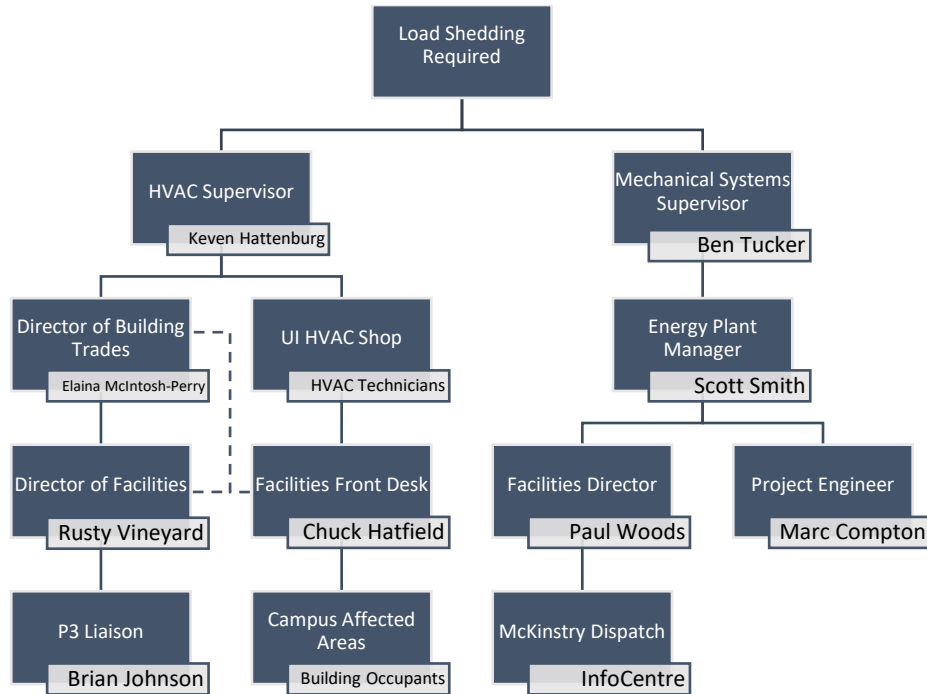 Load Shedding
Required
HVAC Supervisor
Keven Hattenburg
Mechanical Systems
Supervisor
Ben Tucker
Director of Building
Trades
Elaina McIntosh-Perry
UI HVAC Shop
HVAC Technicians
Energy Plant
Manager
Scott Smith
Director of Facilities
Rusty Vineyard
Facilities Front Desk
Chuck Hatfield
Facilities Director
Paul Woods
Project Engineer
Marc Compton
P3 Liaison
Brian Johnson
Campus Affected
Areas
Building Occupants
McKinstry Dispatch
InfoCentre